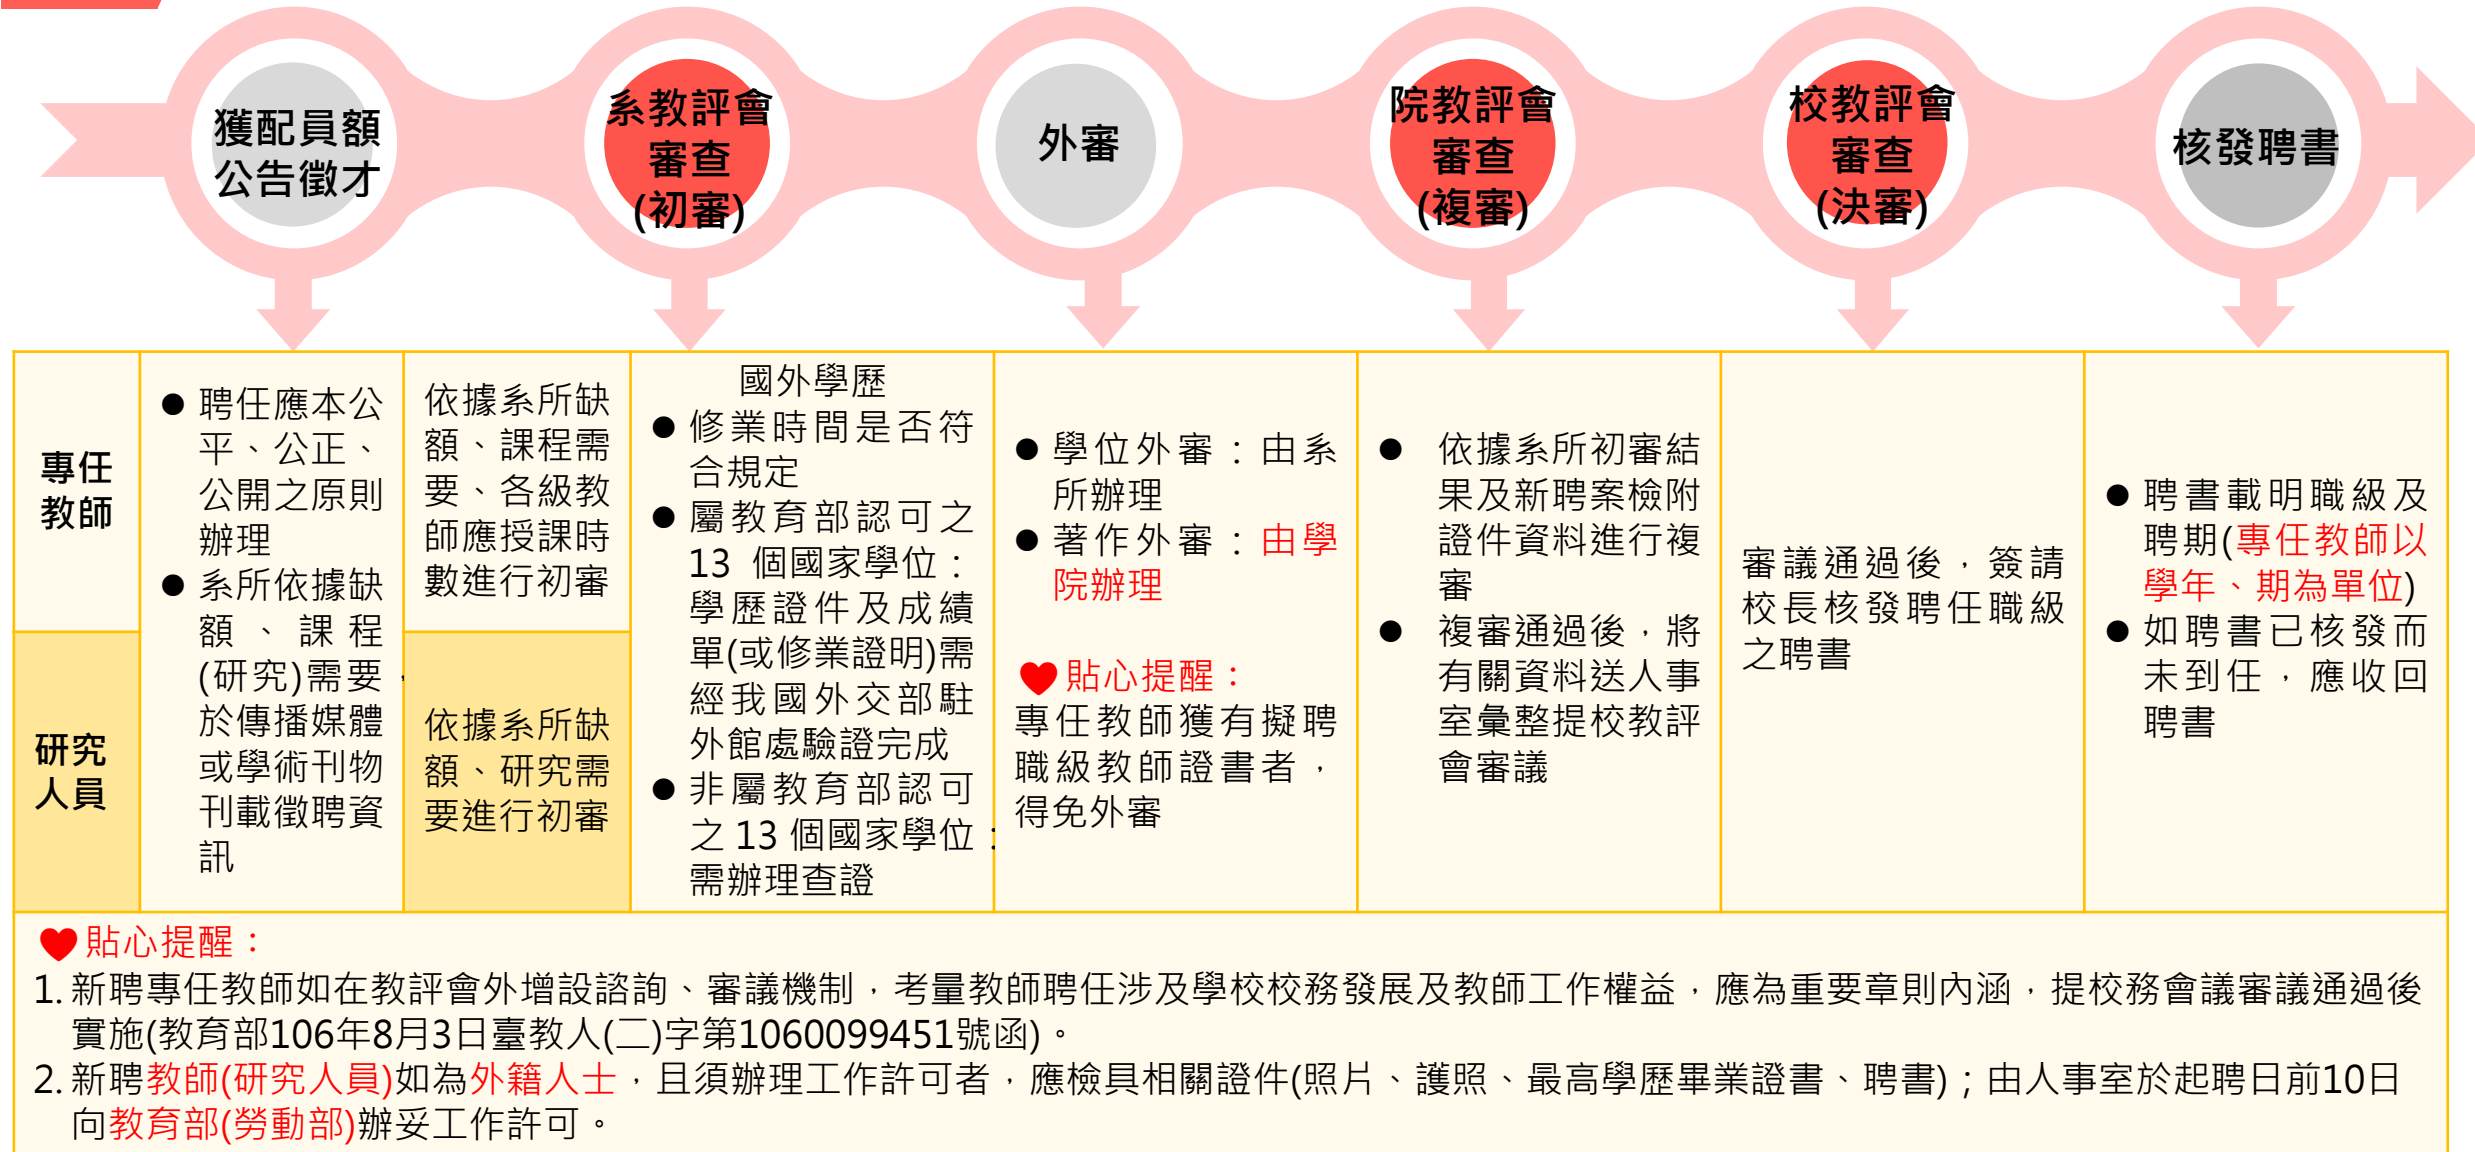 獲配員額
公告徵才
系教評會
審查
(初審)
外審
院教評會
審查
(複審)
校教評會
審查
(決審)
核發聘書
專任
教師
研究
人員
● 聘任應本公
平、公正、
公開之原則
辦理
● 系所依據缺
額、課程
(研究)需要，
於傳播媒體
或學術刊物
刊載徵聘資
訊
依據系所缺
額、課程需
要、各級教
師應授課時
數進行初審
依據系所缺
額、研究需
要進行初審
國外學歷
● 修業時間是否符
合規定
● 屬教育部認可之
13 個國家學位：
學歷證件及成績
單(或修業證明)需
經我國外交部駐
外館處驗證完成
● 非屬教育部認可
之 13 個國家學位：
需辦理查證
● 學位外審：由系
所辦理
● 著作外審：由學
院辦理
♥貼心提醒：
專任教師獲有擬聘
職級教師證書者，
得免外審
● 依據系所初審結
果及新聘案檢附
證件資料進行複
審
● 複審通過後，將
有關資料送人事
室彙整提校教評
會審議
審議通過後，簽請
校長核發聘任職級
之聘書
● 聘書載明職級及
聘期(專任教師以
學年、期為單位)
● 如聘書已核發而
未到任，應收回
聘書
♥貼心提醒：
1. 新聘專任教師如在教評會外增設諮詢、審議機制，考量教師聘任涉及學校校務發展及教師工作權益，應為重要章則內涵，提校務會議審議通過後
實施(教育部106年8月3日臺教人(二)字第1060099451號函)。
2. 新聘教師(研究人員)如為外籍人士，且須辦理工作許可者，應檢具相關證件(照片、護照、最高學歷畢業證書、聘書)；由人事室於起聘日前10日
向教育部(勞動部)辦妥工作許可。